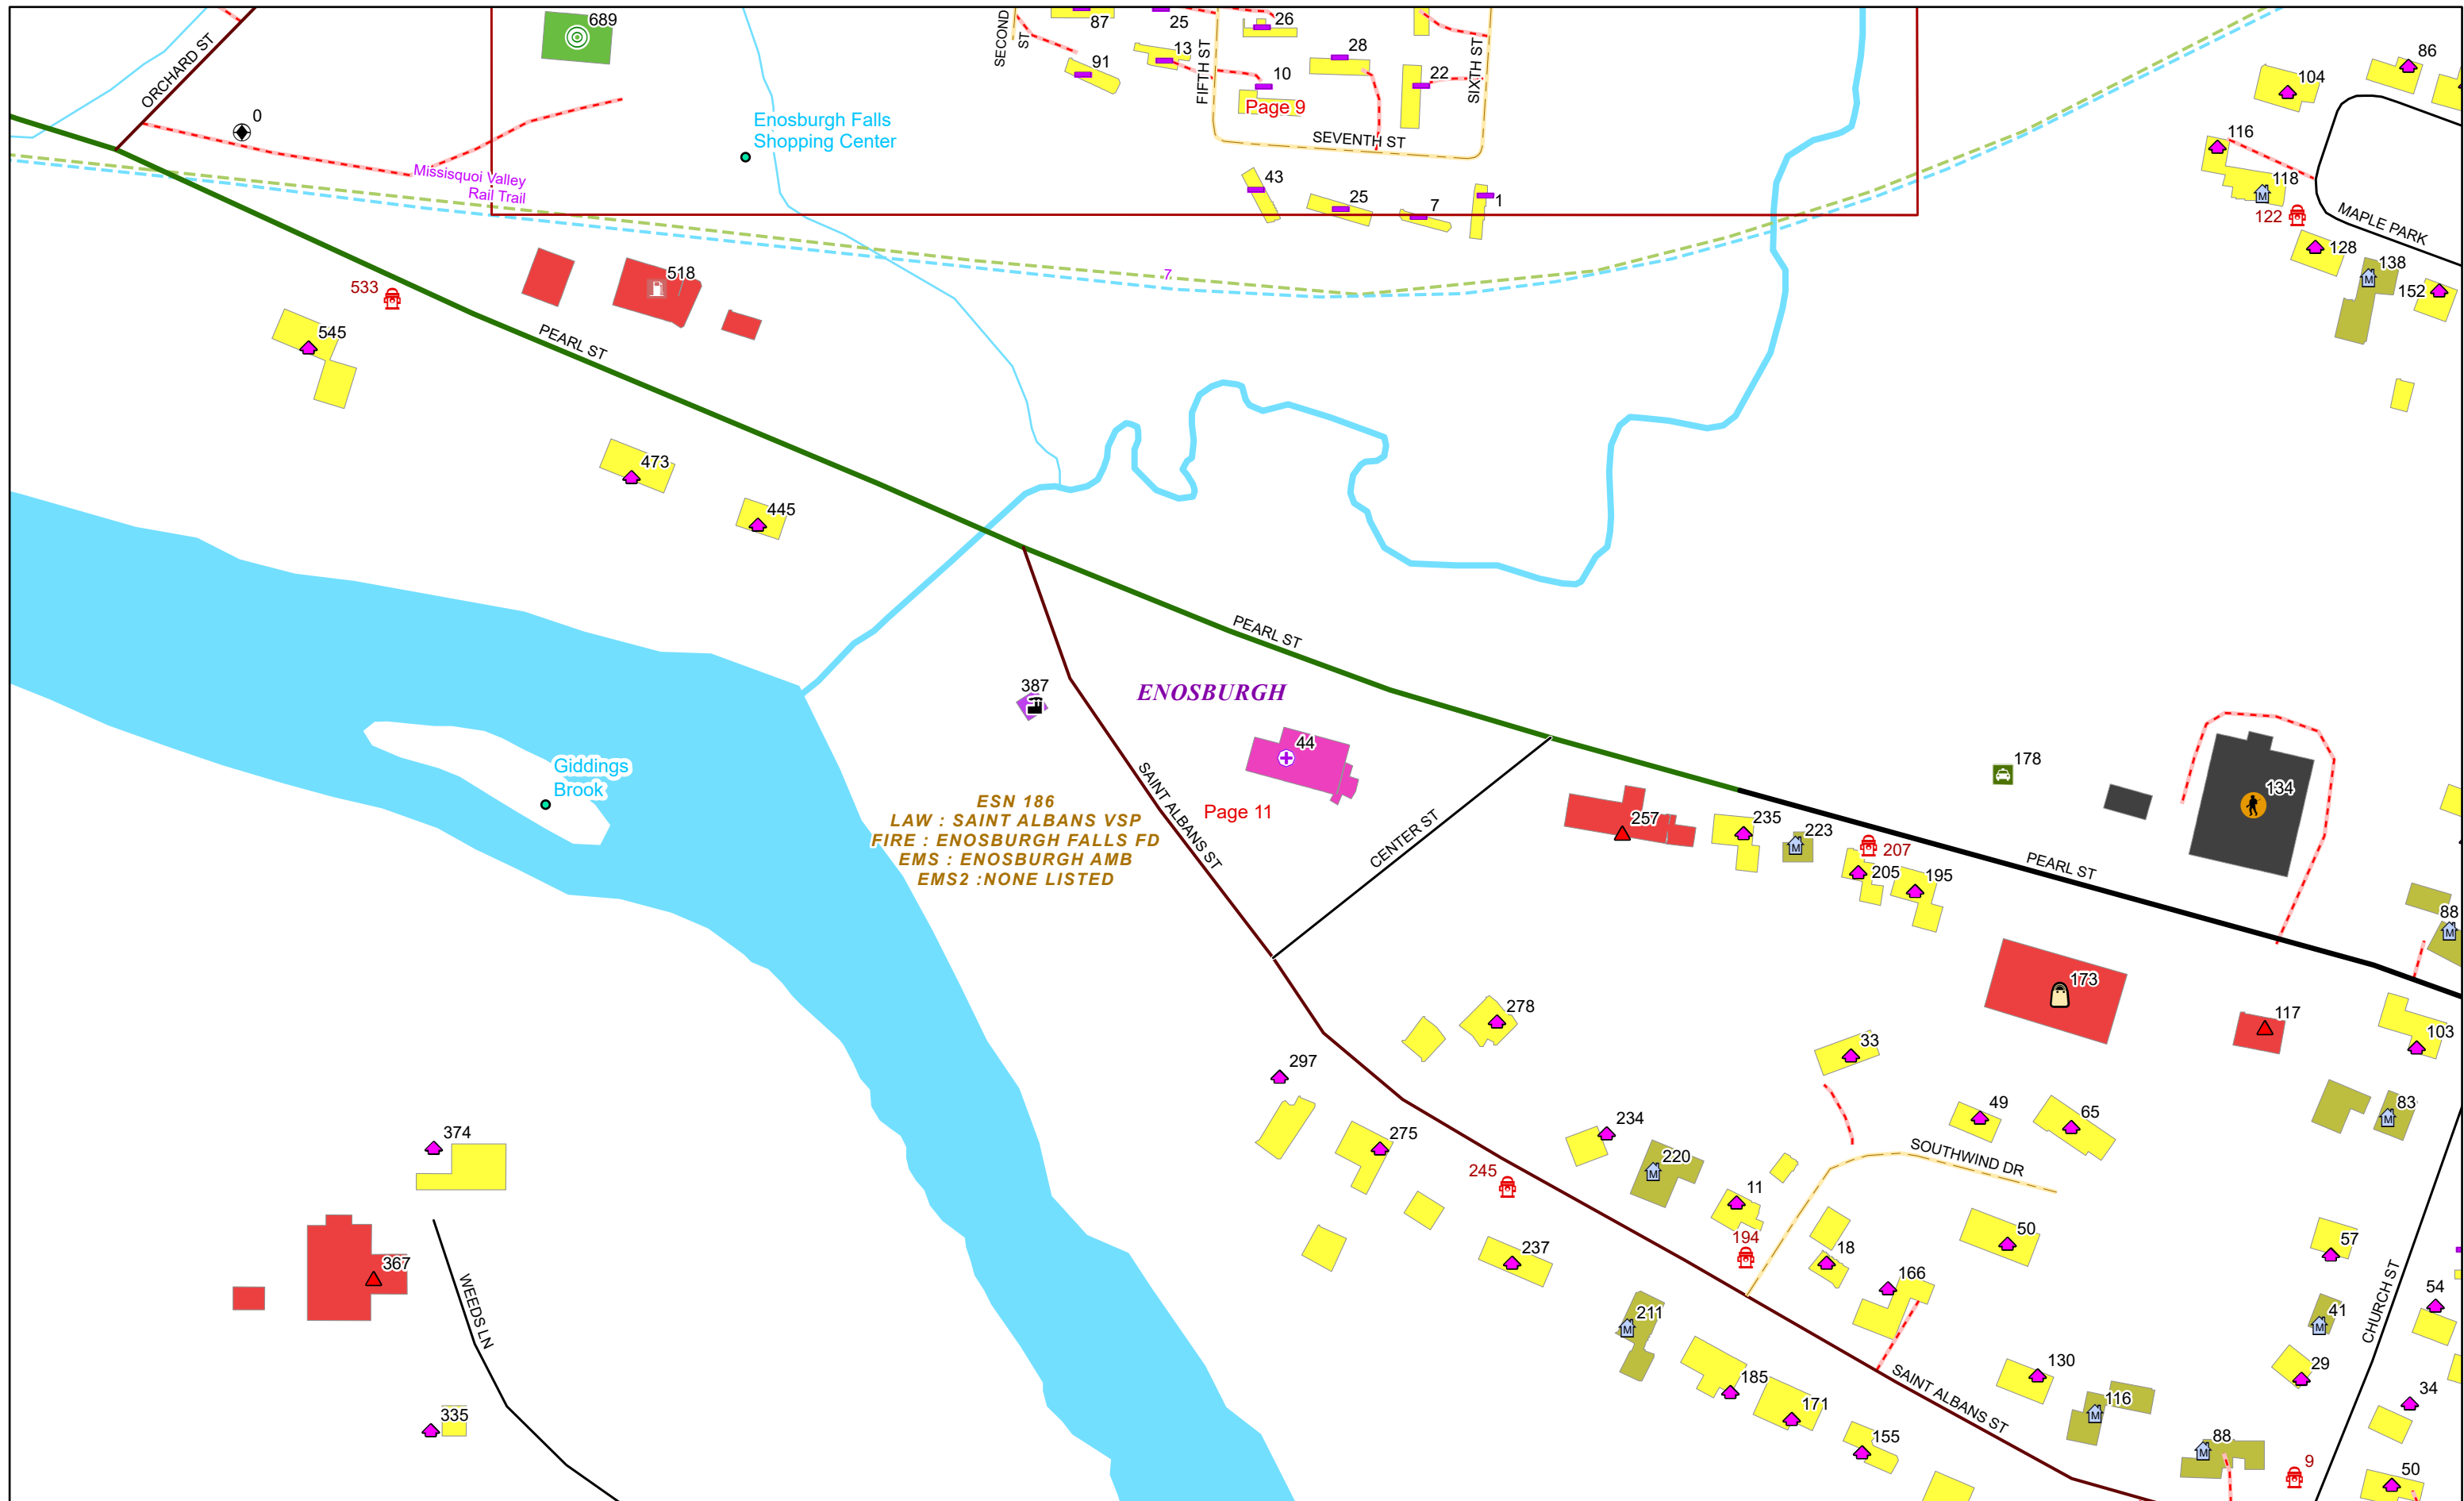 ORCHARD ST
689
0
SECOND
ST
87
25
26
13
91
FIFTH ST
10
28
22
SIXTH ST
Page 9
SEVENTH ST
Enosburgh Falls
Shopping Center
Missisquoi Valley
Rail Trail
43
25
7
1
7
86
104
116
118
122
MAPLE PARK
128
138
152
533
518
545
PEARL ST
473
445
PEARL ST
387
ENOSBURGH
44
Giddings
Brook
SAINT ALBANS ST
Page 11
ESN 186
LAW : SAINT ALBANS VSP
FIRE : ENOSBURGH FALLS FD
EMS : ENOSBURGH AMB
EMS2 :NONE LISTED
CENTER ST
178
134
257
235
223
207
205
195
PEARL ST
88
173
117
103
278
33
297
275
234
220
49
65
83
SOUTHWIND DR
245
11
194
18
50
57
237
166
54
41
211
CHURCH ST
374
367
WEEDS LN
335
185
171
155
130
116
29
34
SAINT ALBANS ST
88
9
50
M
M
M
M
M
M
M
M
M
M